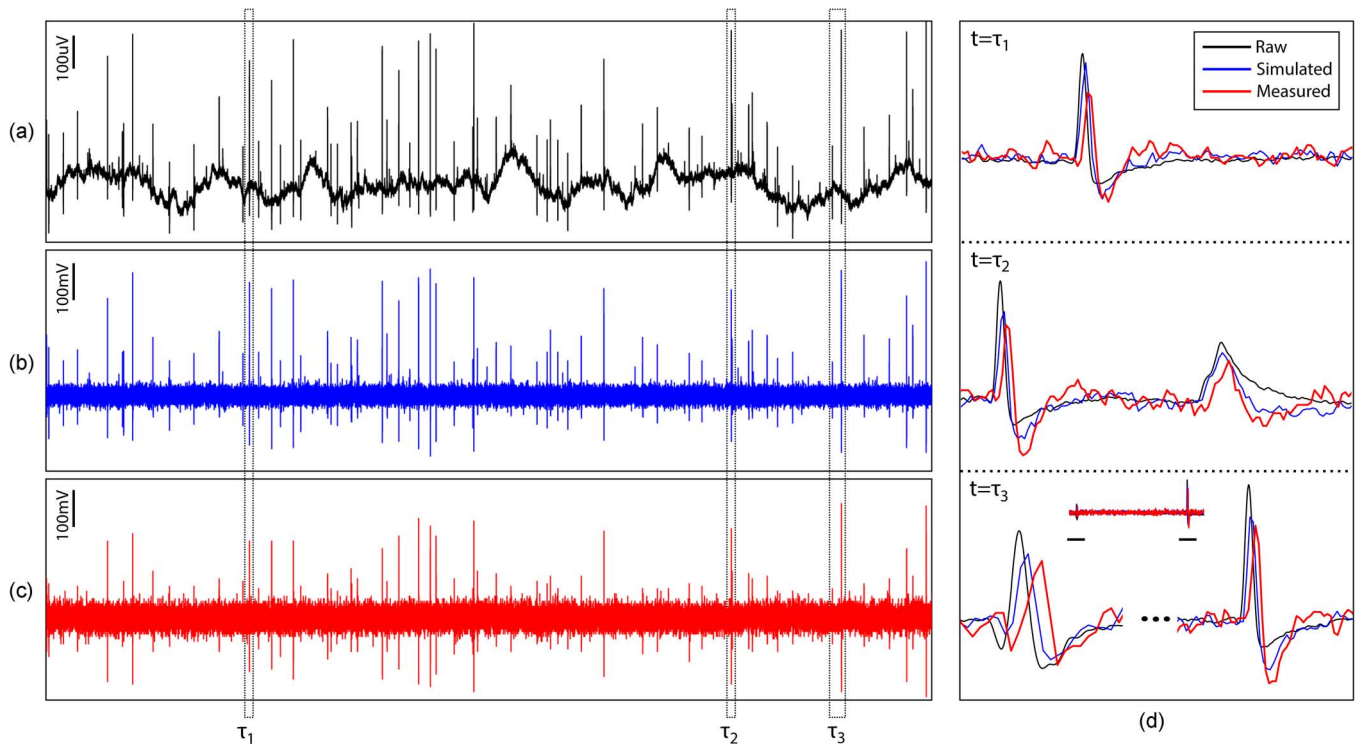 (a)
100uV
(b)
100mV
(c)
100mV
τ1
τ2
τ3
t=τ1
Raw
Simulated
Measured
t=τ2
t=τ3
(d)